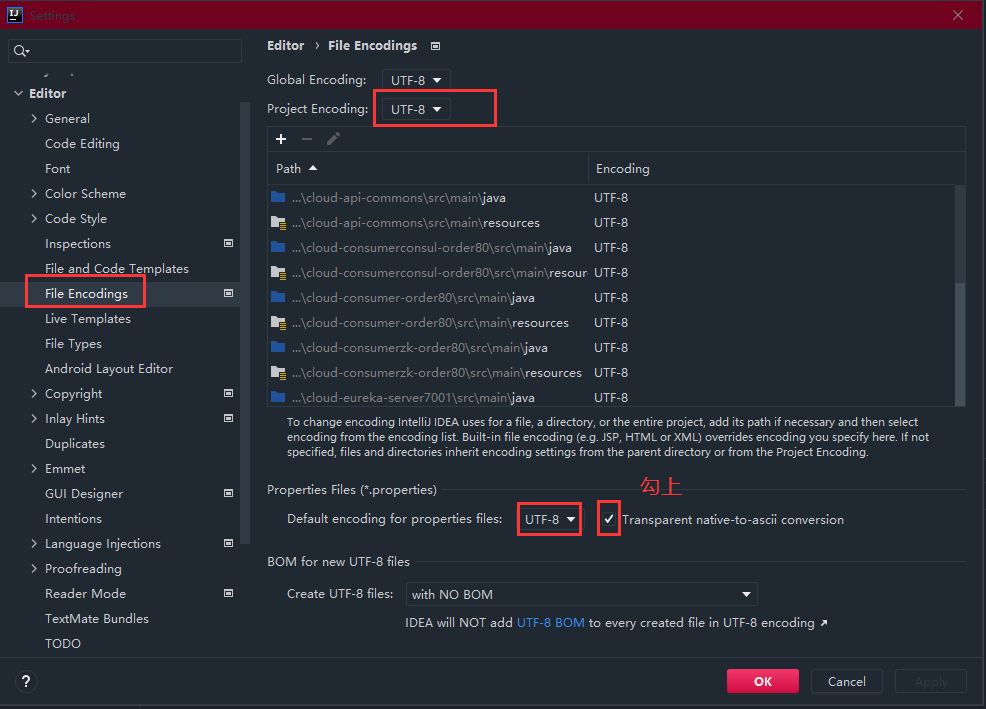 Settings
Editor › File Encodings
Global Encoding: UTF-8
Project Encoding: UTF-8
Editor
General
Code Editing
Font
Color Scheme
Code Style
Inspections
File and Code Templates
File Encodings
Live Templates
File Types
Android Layout Editor
Copyright
Inlay Hints
Duplicates
Emmet
GUI Designer
Intentions
Language Injections
Proofreading
Reader Mode
TextMate Bundles
TODO
Path Encoding
...\cloud-api-commons\src\main\java UTF-8
...\cloud-api-commons\src\main\resources UTF-8
...\cloud-consumerconsul-order80\src\main\java UTF-8
...\cloud-consumerconsul-order80\src\main\resour UTF-8
...\cloud-consumer-order80\src\main\java UTF-8
...\cloud-consumer-order80\src\main\resources UTF-8
...\cloud-consumerzk-order80\src\main\java UTF-8
...\cloud-consumerzk-order80\src\main\resources UTF-8
...\cloud-eureka-server7001\src\main\java UTF-8
To change encoding IntelliJ IDEA uses for a file, a directory, or the entire project, add its path if necessary and then select
encoding from the encoding list. Built-in file encoding (e.g. JSP, HTML or XML) overrides encoding you specify here. If not
specified, files and directories inherit encoding settings from the parent directory or from the Project Encoding.
Properties Files (*.properties)
勾上
Default encoding for properties files: UTF-8 Transparent native-to-ascii conversion
BOM for new UTF-8 files
Create UTF-8 files: with NO BOM
IDEA will NOT add UTF-8 BOM to every created file in UTF-8 encoding ↗
?
OK Cancel Apply